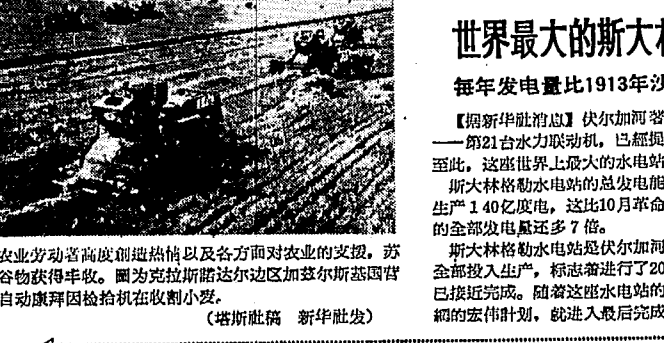 农业劳动者高度创造热情以及各方面对农业的支援，苏
谷物获得丰收。图为克拉斯諾达尔边区加兹尔斯基国营
自动康拜因检拾机在收割小麦。
（塔斯社稿　新华社发）
世界最大的斯大
每年发电量比1913年沙
【据新华社消息】伏尔加河
——第21台水力联动机，已經提
至此，这座世界上最大的水电站
斯大林格勒水电站的总发电能
生产140亿度电，这比10月革命
的全部发电量还多7倍。
斯大林格勒水电站是伏尔加河
全部投入生产，标志着进行了20
已接近完成。随着这座水电站的
網的宏伟計划，就进入最后完成